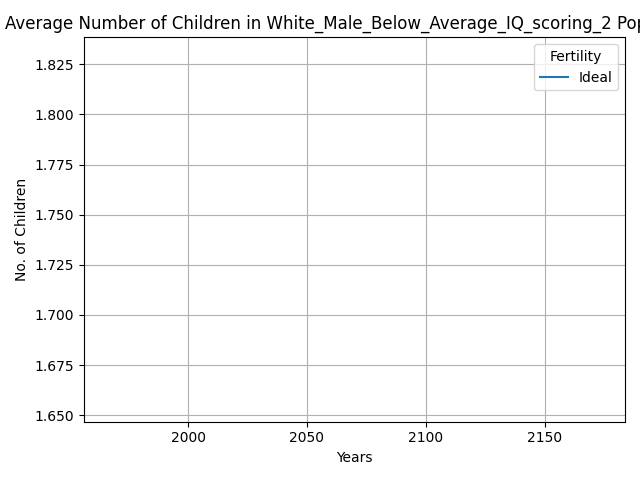 Average Number of Children in White_Male_Below_Average_IQ_scoring_2
Fertility
Ideal
1.825
1.800
1.775
1.750
1.725
1.700
1.675
1.650
No. of Children
2000 2050 2100 2150
Years